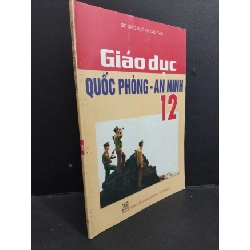 BỘ GIÁO DỤC VÀ ĐÀO TẠO
Giáo dục
QUỐC PHÒNG - AN NINH
12